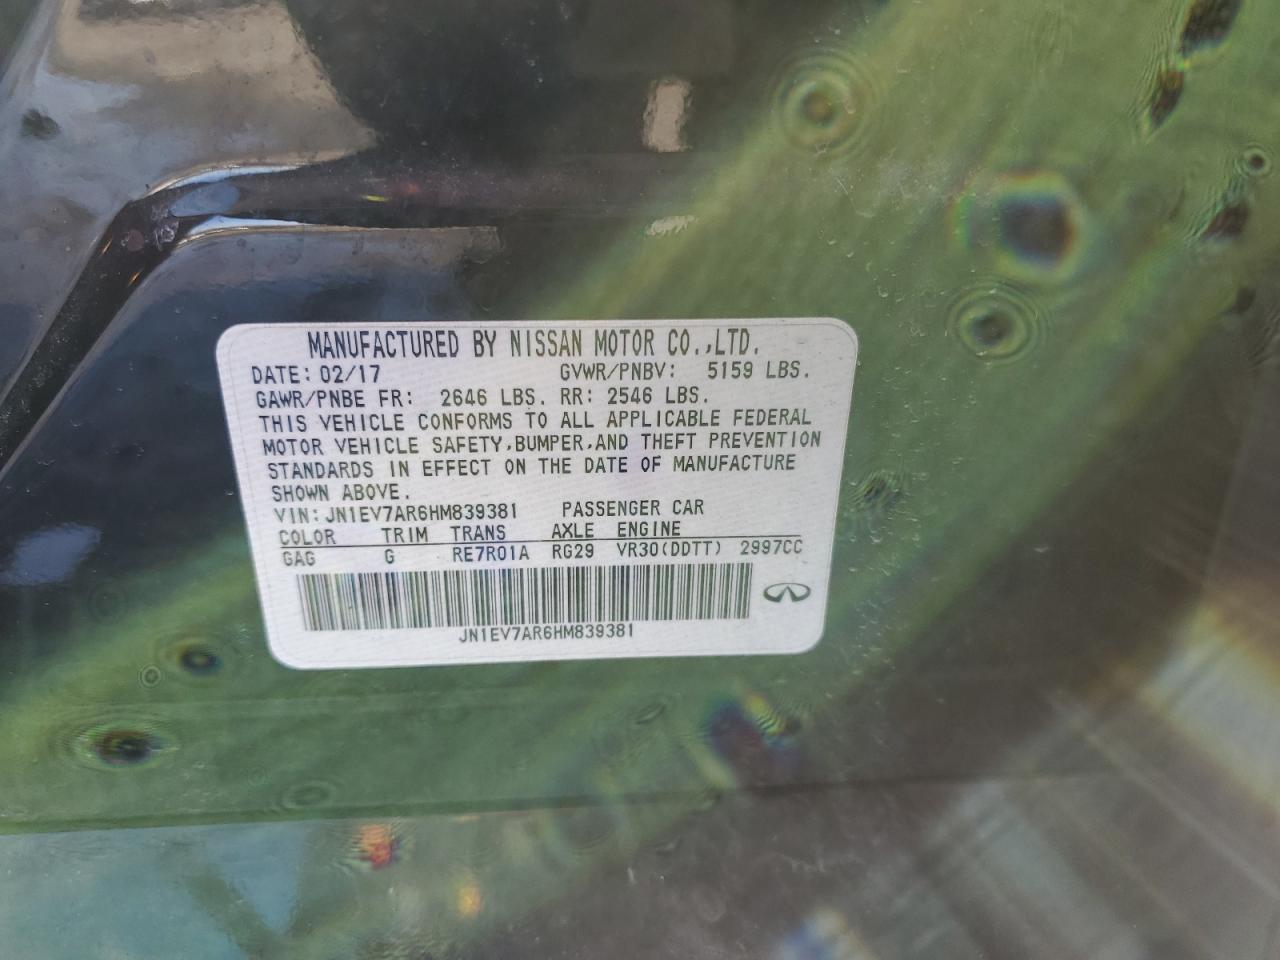 MANUFACTURED BY NISSAN MOTOR CO.,LTD.
DATE: 02/17 GVWR/PNBV: 5159 LBS.
GAWR/PNBE FR: 2646 LBS. RR: 2546 LBS.
THIS VEHICLE CONFORMS TO ALL APPLICABLE FEDERAL
MOTOR VEHICLE SAFETY,BUMPER,AND THEFT PREVENTION
STANDARDS IN EFFECT ON THE DATE OF MANUFACTURE
SHOWN ABOVE.
VIN: JN1EV7AR6HM839381 PASSENGER CAR
COLOR TRIM TRANS AXLE ENGINE
GAG G RE7R01A RG29 VR30(DDTT) 2997CC
JN1EV7AR6HM839381